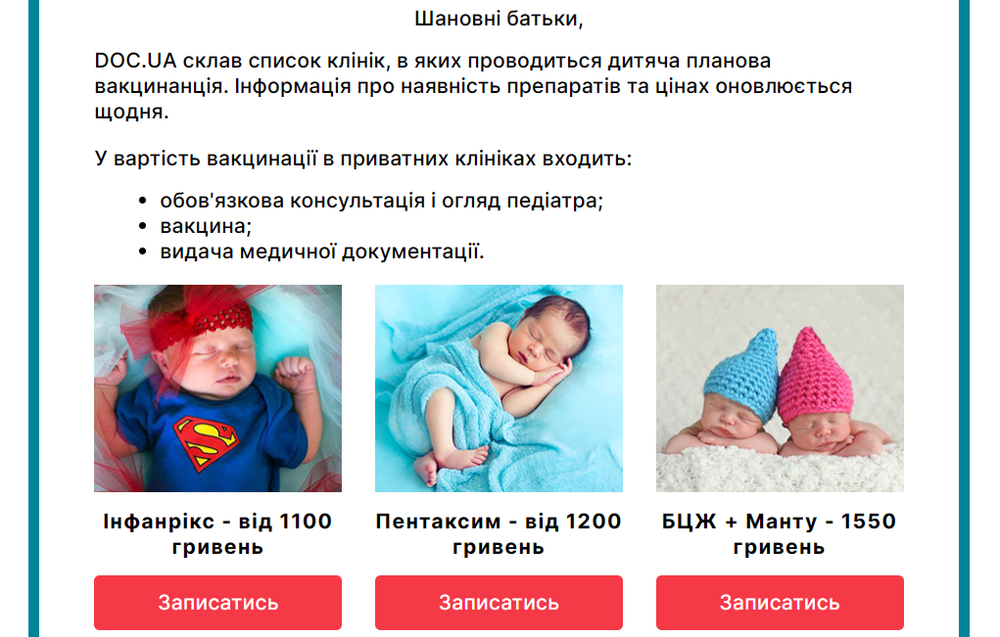 Шановні батьки,
DOC.UA склав список клінік, в яких проводиться дитяча планова
вакцинанція. Інформація про наявність препаратів та цінах оновлюється
щодня.
У вартість вакцинації в приватних клініках входить:
• обов'язкова консультація і огляд педіатра;
• вакцина;
• видача медичної документації.
Інфанрікс - від 1100
гривень
Пентаксим - від 1200
гривень
БЦЖ + Манту - 1550
гривень
Записатись
Записатись
Записатись